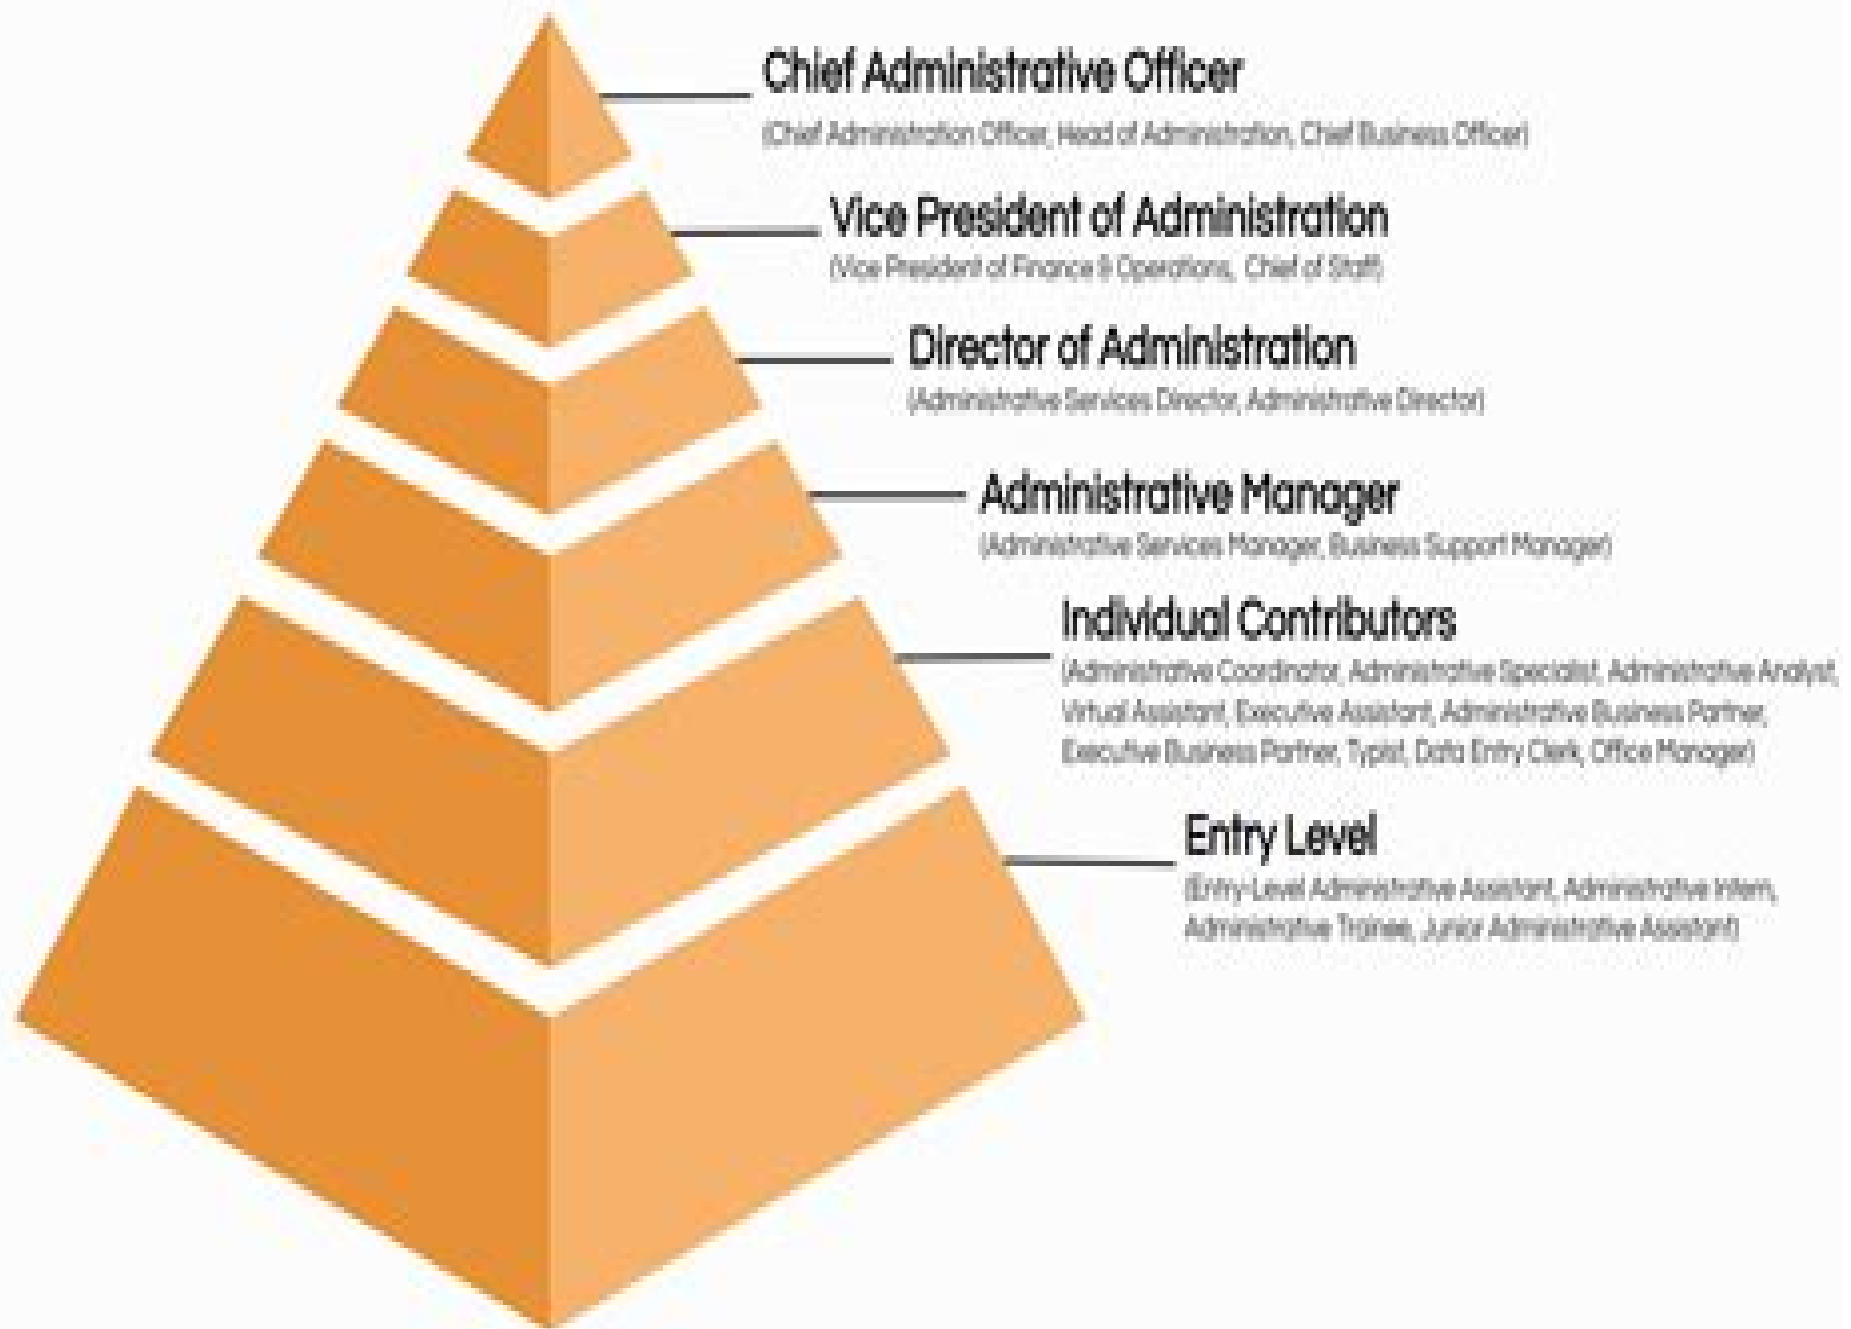 Chief Administrative Officer
(Chief Administration Officer, Head of Administration, Chief Business Officer)
Vice President of Administration
(Vice President of Finance & Operations, Chief of Staff)
Director of Administration
(Administrative Services Director, Administrative Director)
Administrative Manager
(Administrative Services Manager, Business Support Manager)
Individual Contributors
(Administrative Coordinator, Administrative Specialist, Administrative Analyst,
Virtual Assistant, Executive Assistant, Administrative Business Partner,
Executive Business Partner, Typist, Data Entry Clerk, Office Manager)
Entry Level
(Entry-Level Administrative Assistant, Administrative Intern,
Administrative Trainee, Junior Administrative Assistant)